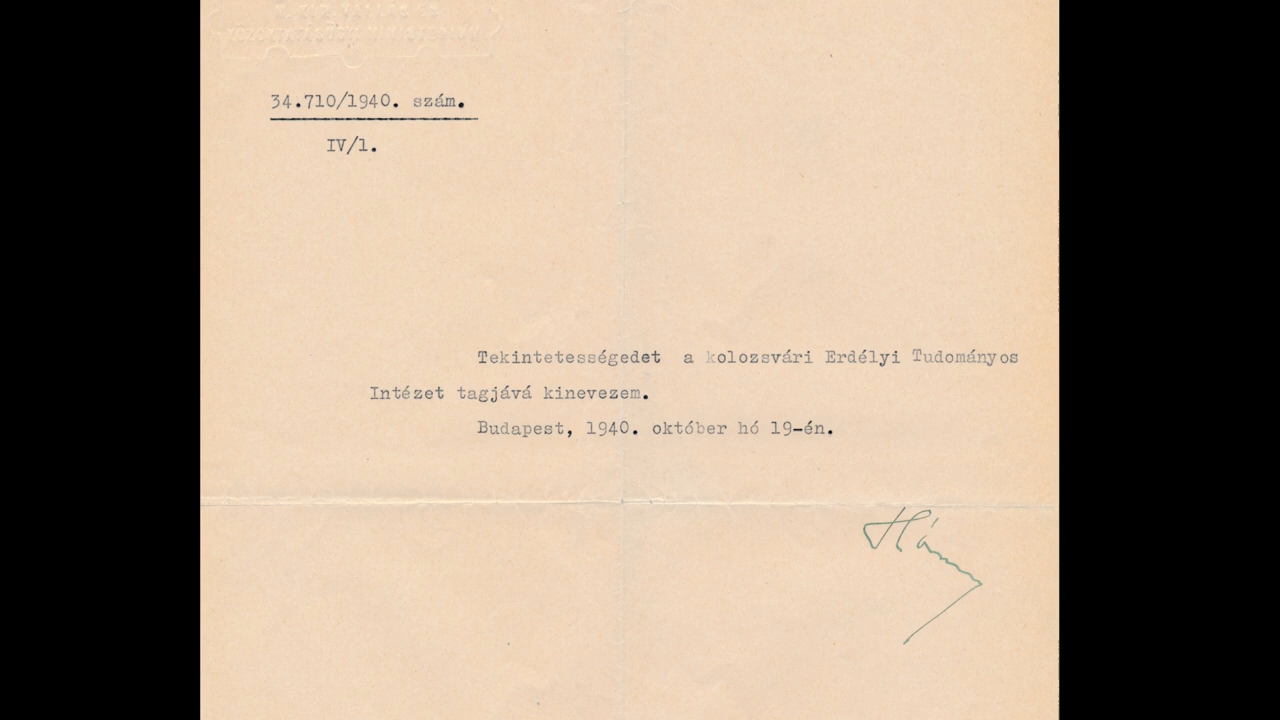 34.710/1940. szám.
IV/1.
Tekintetességedet a kolozsvári Erdélyi Tudományos
Intézet tagjává kinevezem.
Budapest, 1940. október hó 19-én.